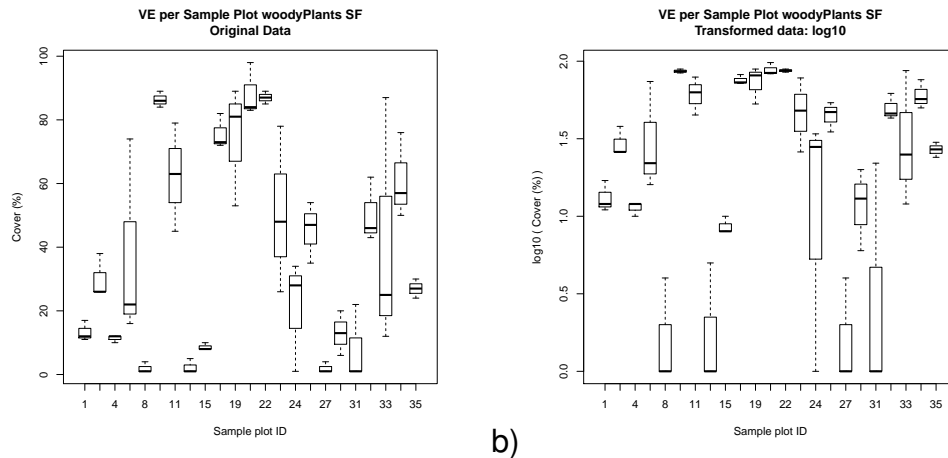 VE per Sample Plot woodyPlants SF
Original Data
Cover (%)
100
80
60
40
20
0
1 4 8 11 15 19 22 24 27 31 33 35
Sample plot ID
b)
VE per Sample Plot woodyPlants SF
Transformed data: log10
log10 ( Cover (%) )
2.0
1.5
1.0
0.5
0.0
1 4 8 11 15 19 22 24 27 31 33 35
Sample plot ID